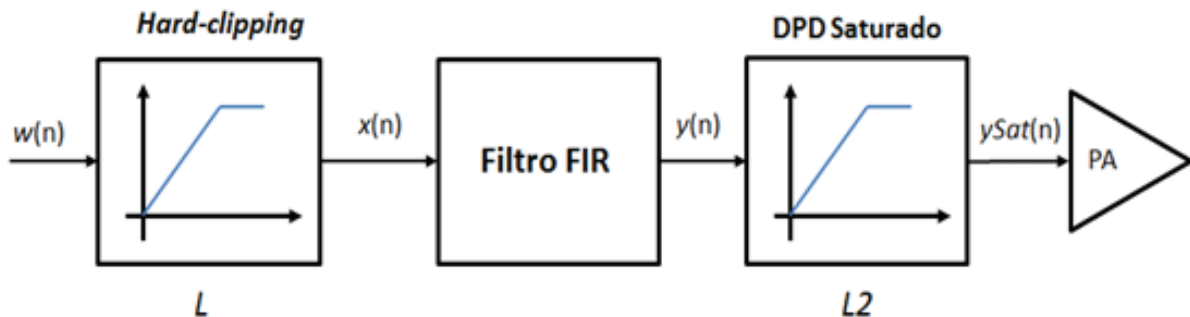 Hard-clipping
DPD Saturado
w(n)
x(n)
Filtro FIR
y(n)
ySat(n)
PA
L
L2